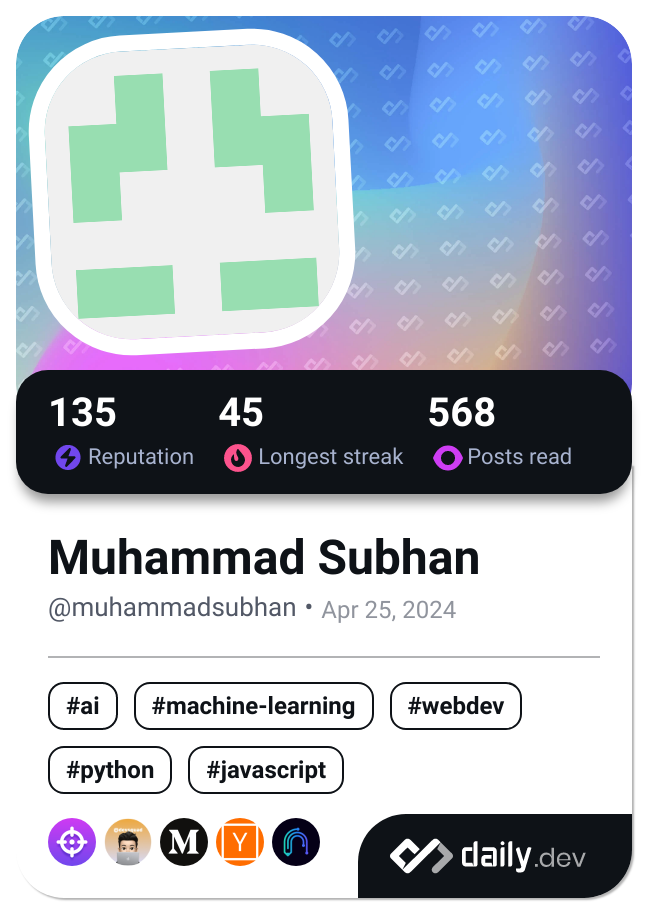 135 45 568
Reputation Longest streak Posts read
Muhammad Subhan
@muhammadsubhan • Apr 25, 2024
#ai #machine-learning #webdev
#python #javascript
M Y
daily.dev